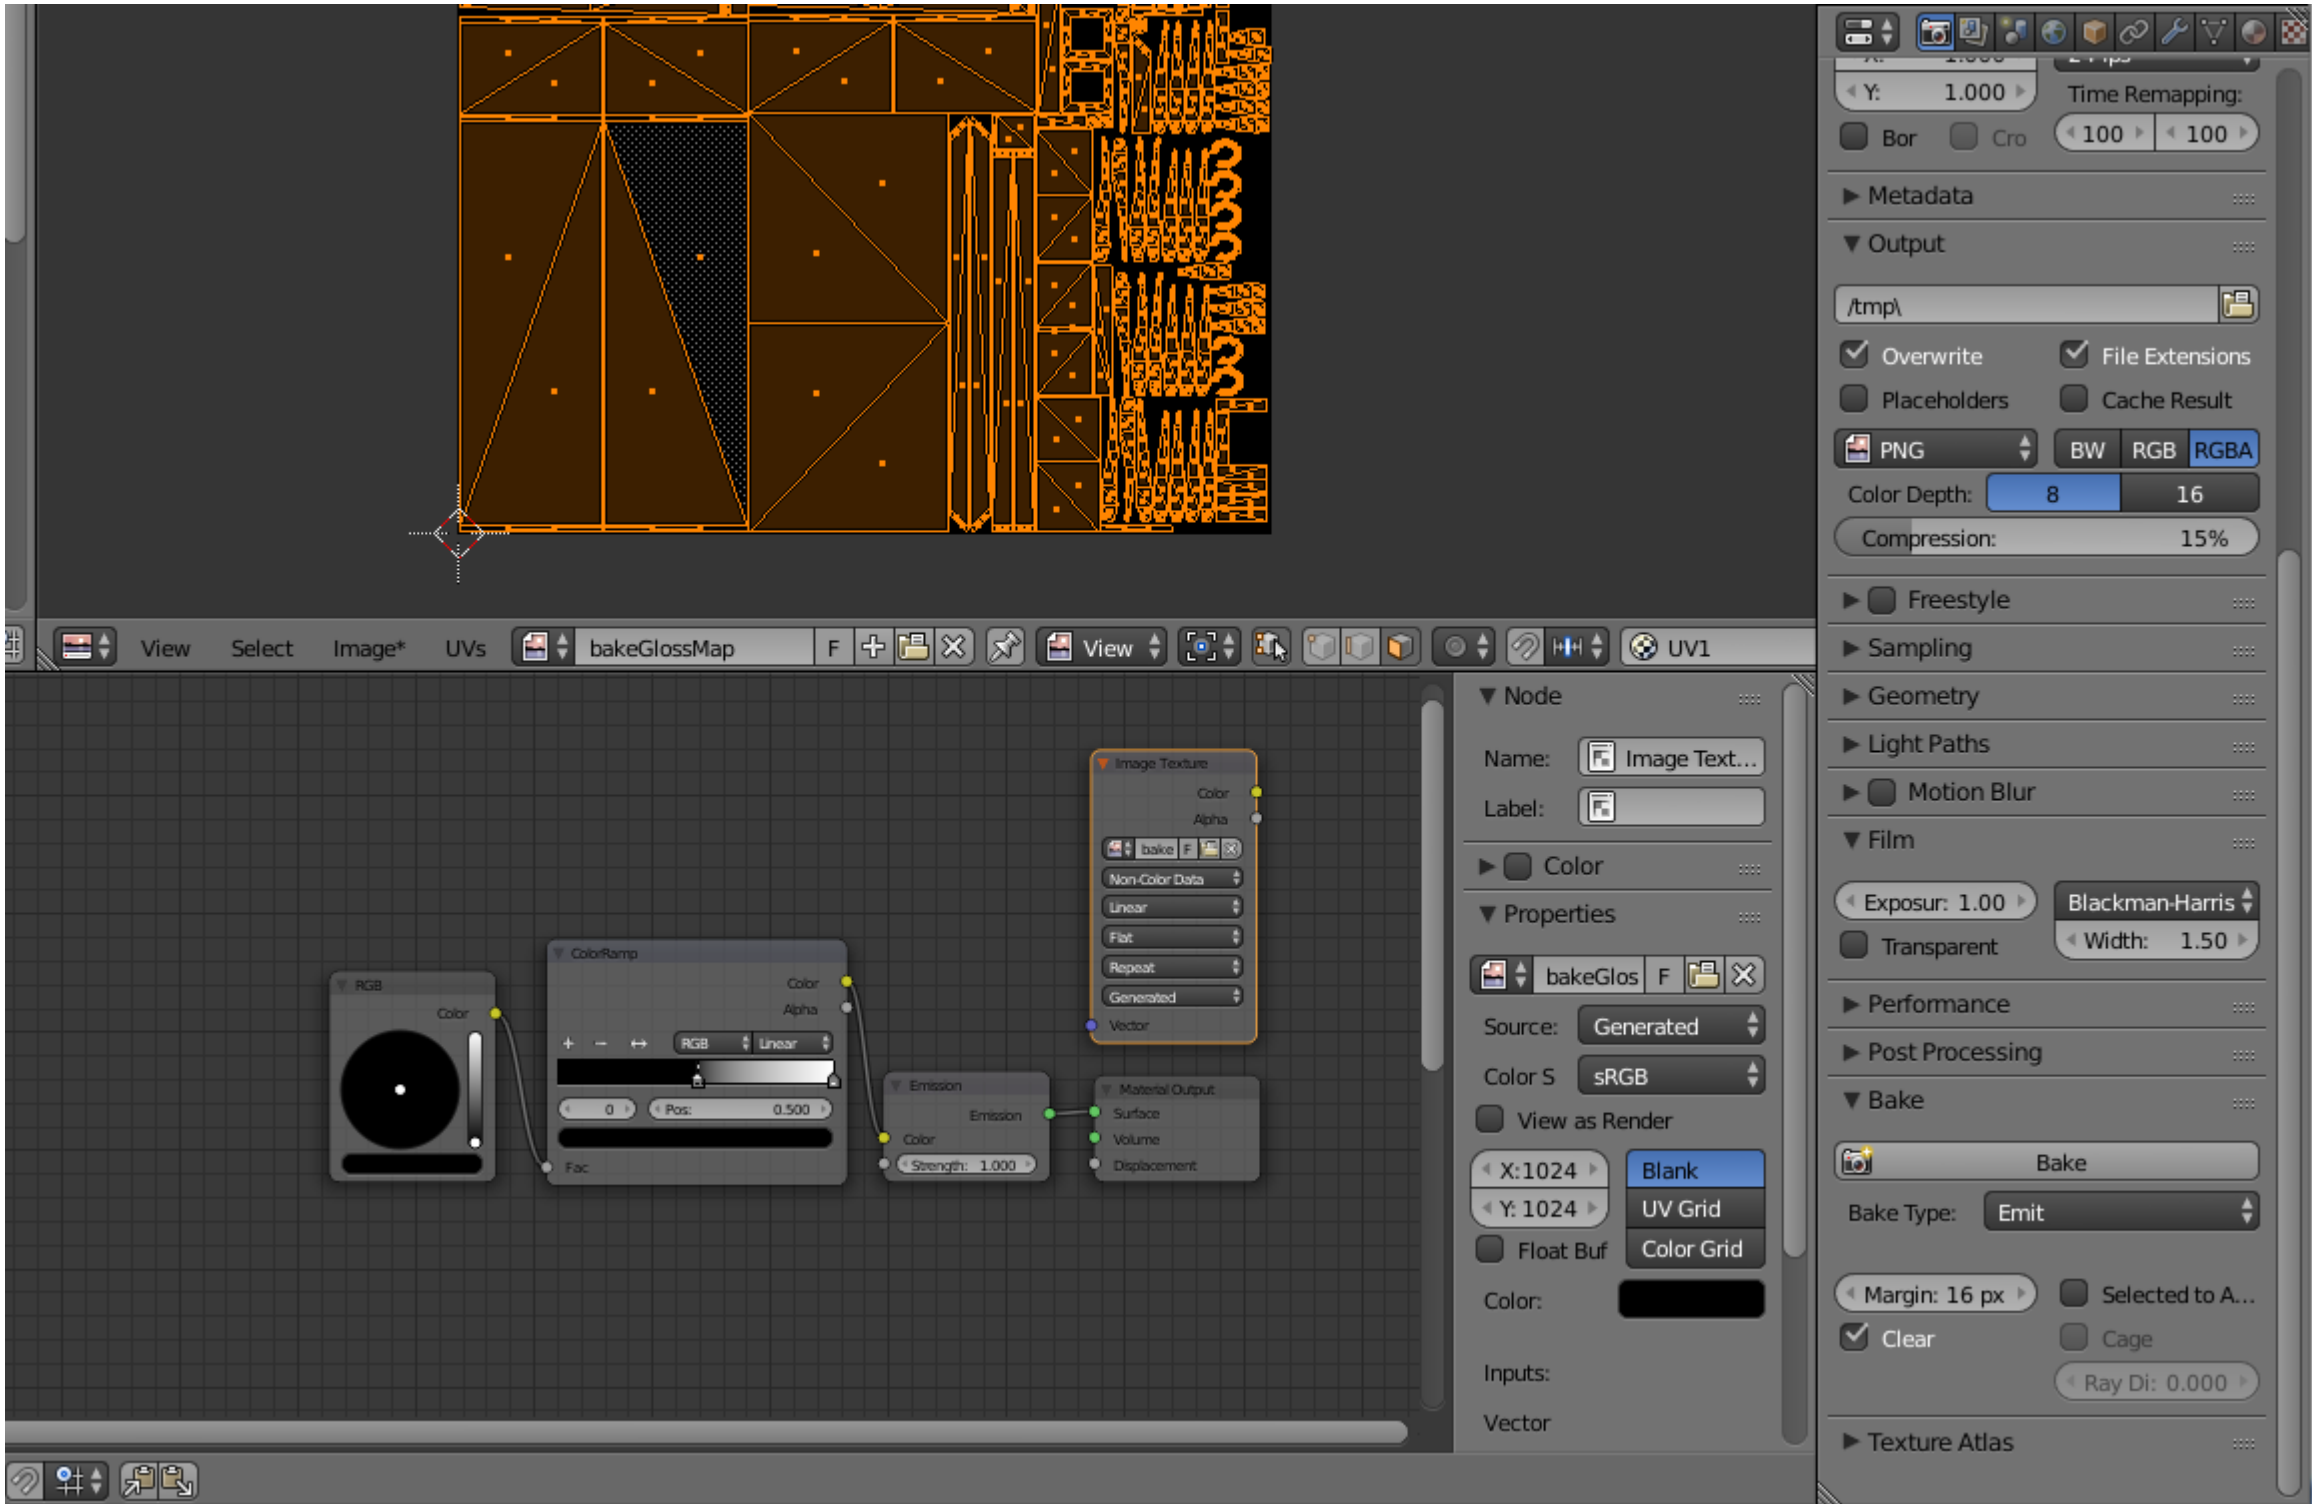 Y: 1.000
Time Remapping:
Bor
Cro
100
100
Metadata
Output
/tmp\
Overwrite
File Extensions
Placeholders
Cache Result
PNG
BW RGB RGBA
Color Depth: 8 16
Compression: 15%
Freestyle
Sampling
Geometry
Light Paths
Motion Blur
Film
Exposur: 1.00
Blackman-Harris
Transparent
Width: 1.50
Performance
Post Processing
Bake
Bake
Bake Type: Emit
Margin: 16 px
Selected to A...
Clear
Cage
Ray Di: 0.000
Texture Atlas
View Select Image* UVs bakeGlossMap F View UV1
Node
Name: Image Text...
Label:
Color
Properties
bakeGlos F
Source: Generated
Color S sRGB
View as Render
X:1024
Y: 1024
Blank
UV Grid
Color Grid
Float Buf
Color:
Inputs:
Vector
Image Texture
Color
Alpha
bake F
Non-Color Data
Linear
Flat
Repeat
Generated
Vector
RGB
Color
ColorRamp
Color
Alpha
+ − ↔ RGB Linear
0 Pos: 0.500
Fac
Emission
Emission
Color
Strength: 1.000
Material Output
Surface
Volume
Displacement